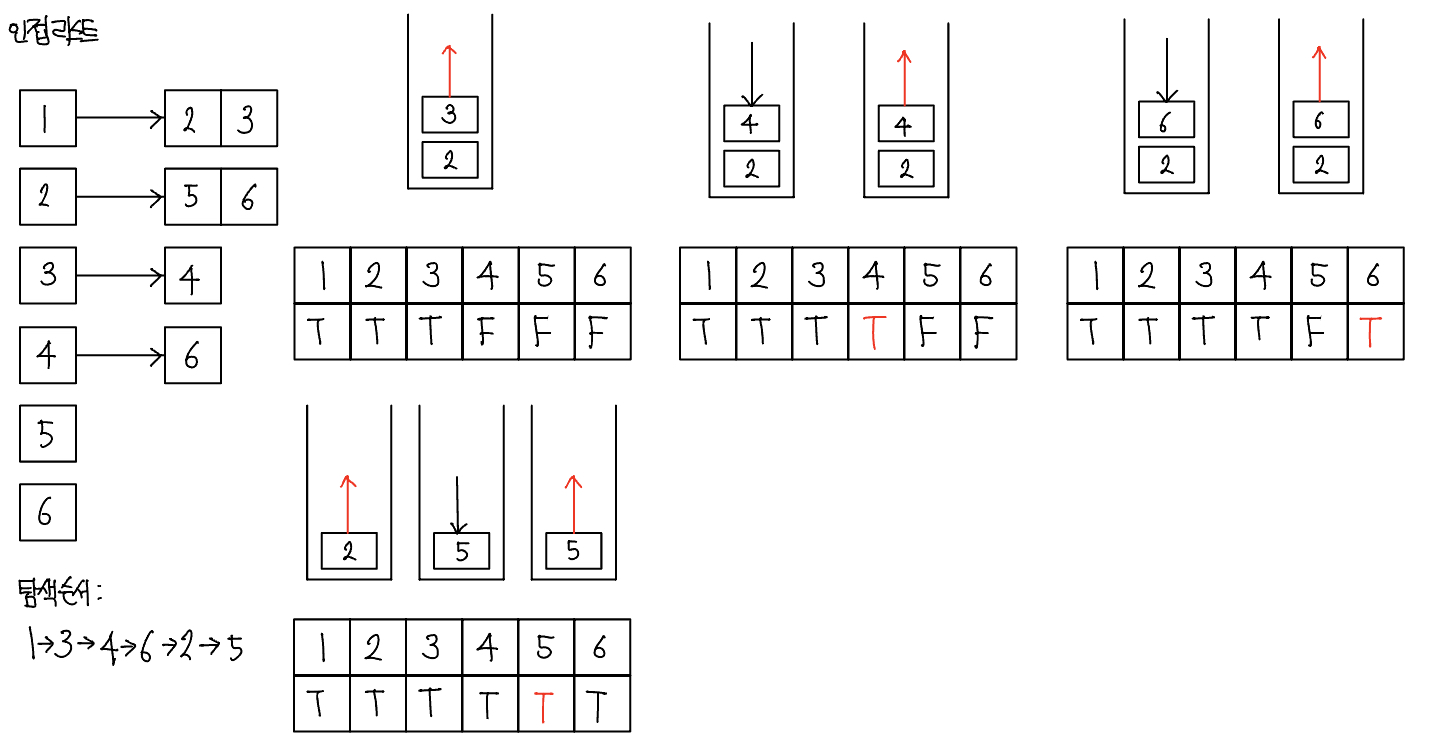 인접리스트
1 → 2 3
2 → 5 6
3 → 4
4 → 6
5
6
탐색순서:
1→3→4→6→2→5
3
2
1 2 3 4 5 6
T T T F F F
4 4
2 2
1 2 3 4 5 6
T T T T F F
6 6
2 2
1 2 3 4 5 6
T T T T F T
2 5 5
1 2 3 4 5 6
T T T T T T